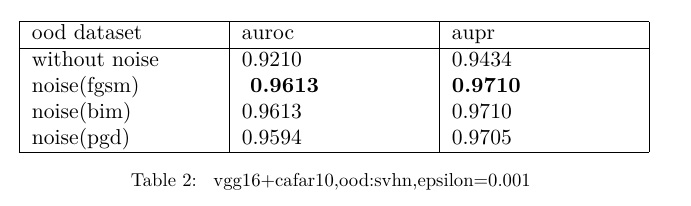 ood dataset auroc aupr
without noise 0.9210 0.9434
noise(fgsm) 0.9613 0.9710
noise(bim) 0.9613 0.9710
noise(pgd) 0.9594 0.9705
Table 2: vgg16+cafar10,ood:svhn,epsilon=0.001